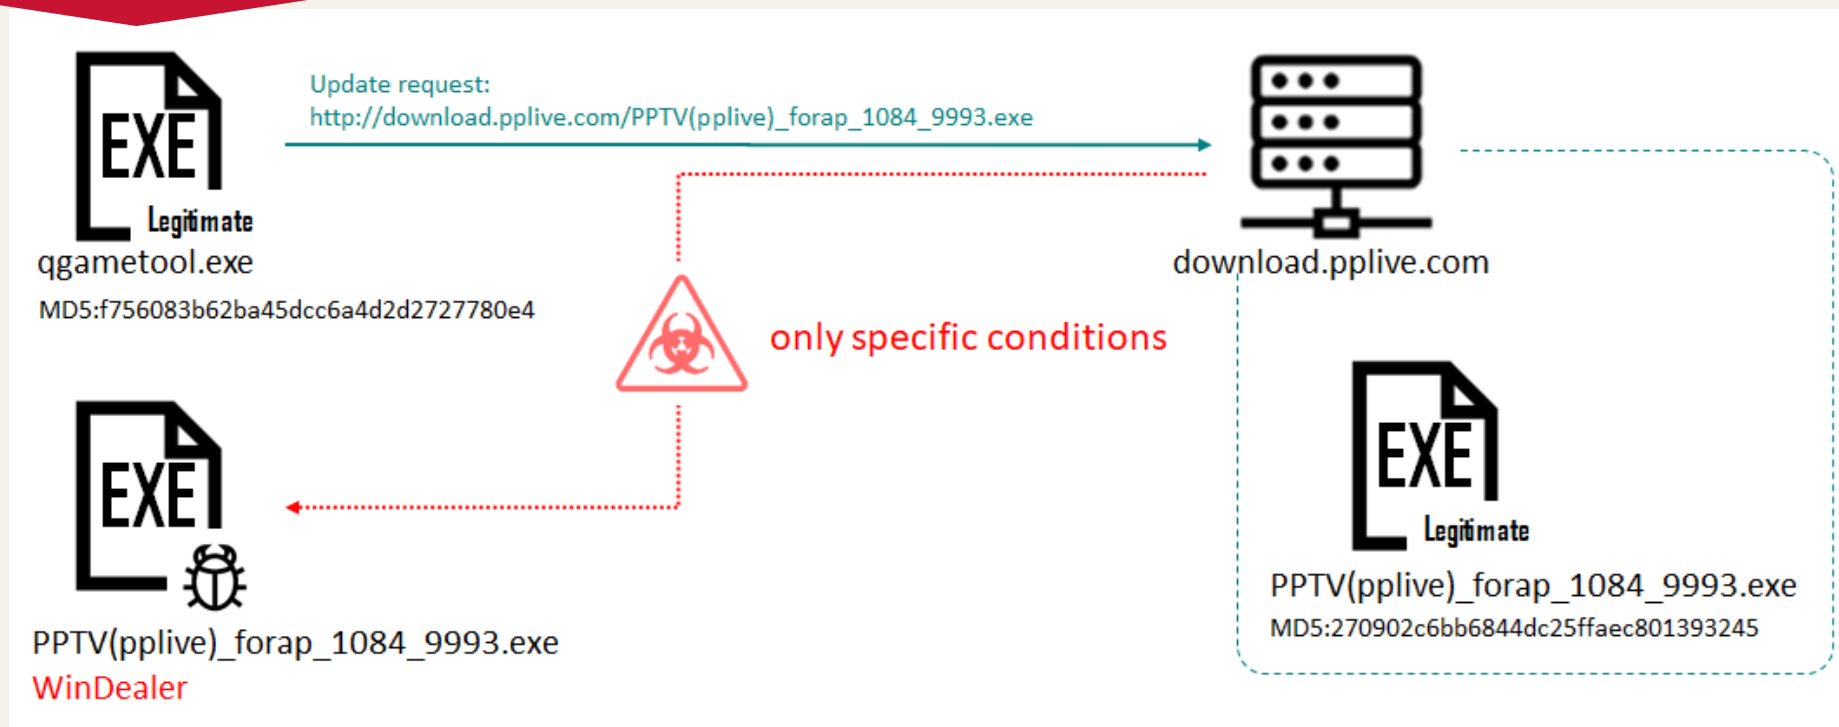 Update request:
http://download.pplive.com/PPTV(pplive)_forap_1084_9993.exe
EXE
Legitimate
qgametool.exe
MD5:f756083b62ba45dcc6a4d2d2727780e4
download.pplive.com
only specific conditions
EXE
PPTV(pplive)_forap_1084_9993.exe
WinDealer
EXE
Legitimate
PPTV(pplive)_forap_1084_9993.exe
MD5:270902c6bb6844dc25ffaec801393245